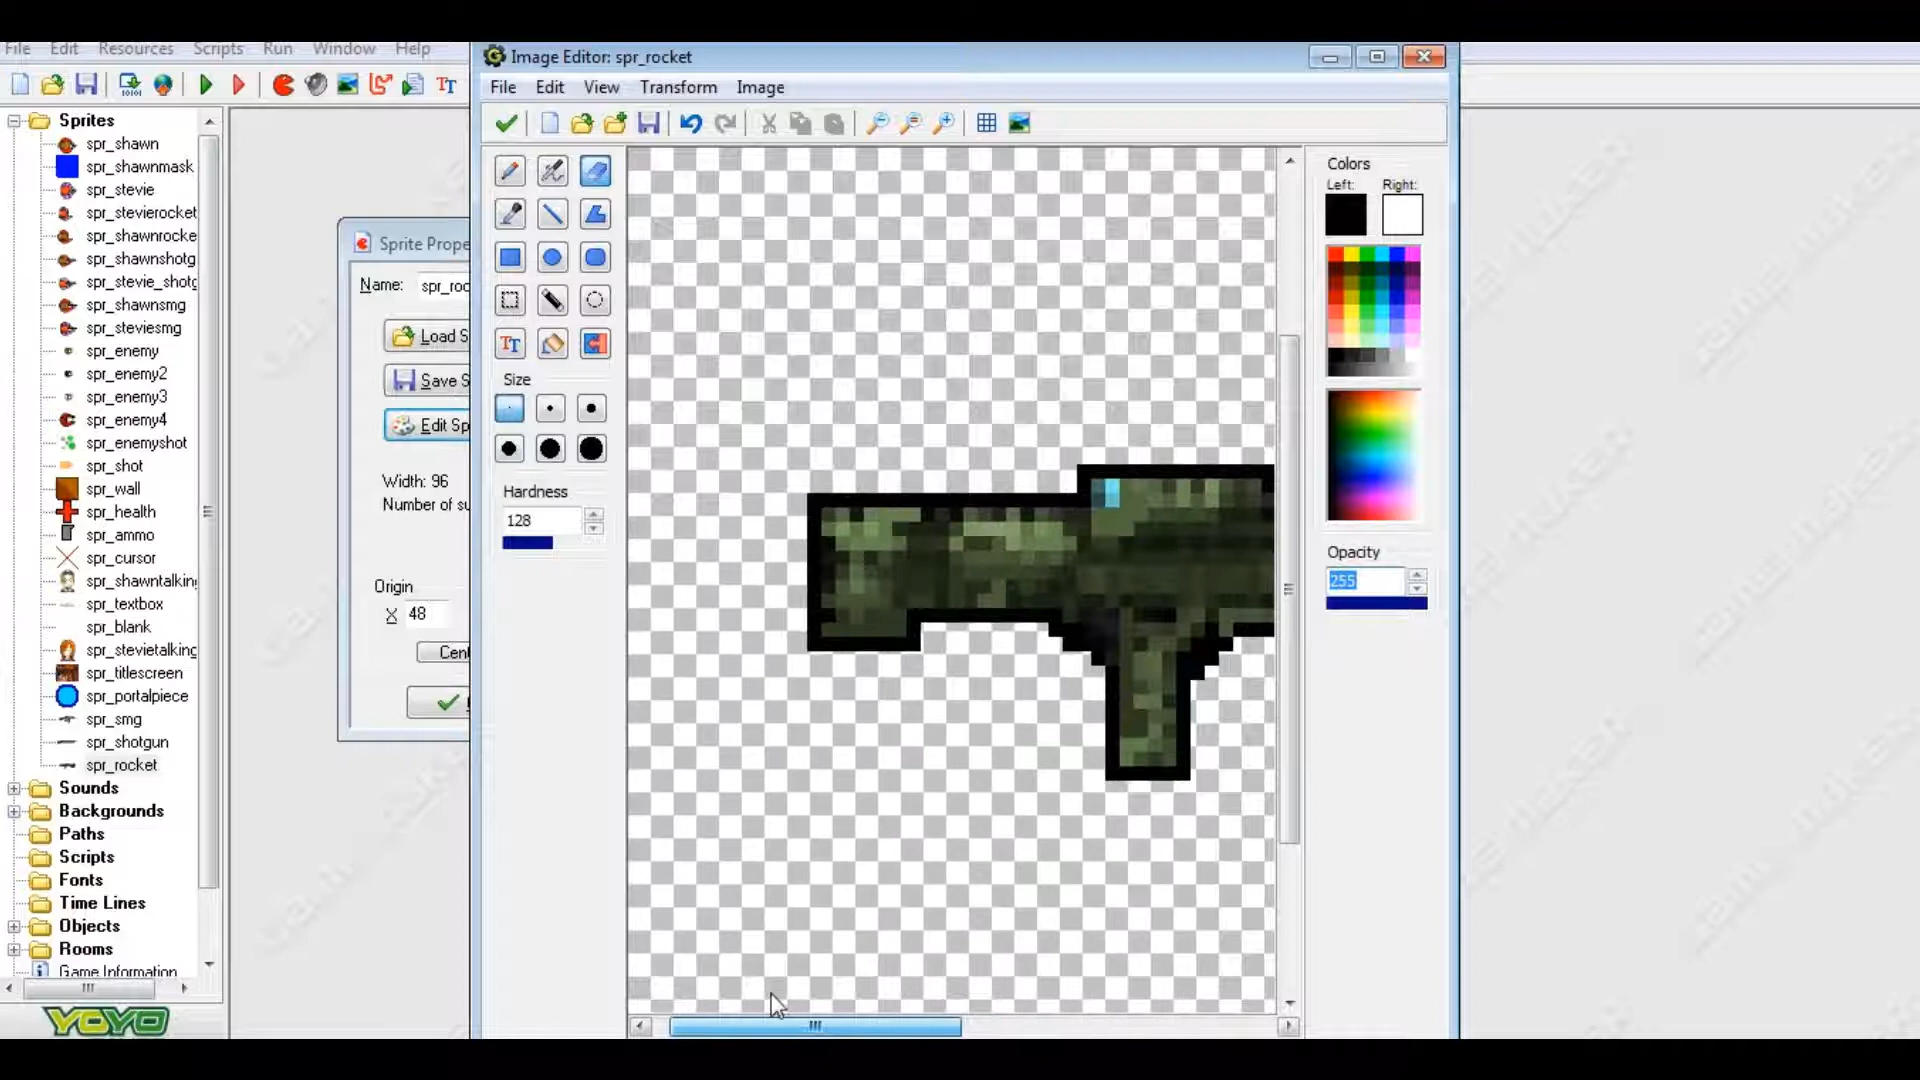 File Edit Resources Scripts Run Window Help
Image Editor: spr_rocket
File Edit View Transform Image
Sprites
spr_shawn
spr_shawnmask
spr_stevie
spr_stevierocket
spr_shawnrocke
spr_shawnshotg
spr_stevie_shotg
spr_shawnsmg
spr_steviesmg
spr_enemy
spr_enemy2
spr_enemy3
spr_enemy4
spr_enemyshot
spr_shot
spr_wall
spr_health
spr_ammo
spr_cursor
spr_shawntalkin
spr_textbox
spr_blank
spr_stevietalking
spr_titlescreen
spr_portalpiece
spr_smg
spr_shotgun
spr_rocket
Sounds
Backgrounds
Paths
Scripts
Fonts
Time Lines
Objects
Rooms
Game Information
YOYO
Sprite Prope
Name: spr_roc
Load S
Save S
Edit Sp
Width: 96
Number of su
Origin
X 48
Cent
Size
Hardness
128
Colors
Left: Right:
Opacity
255